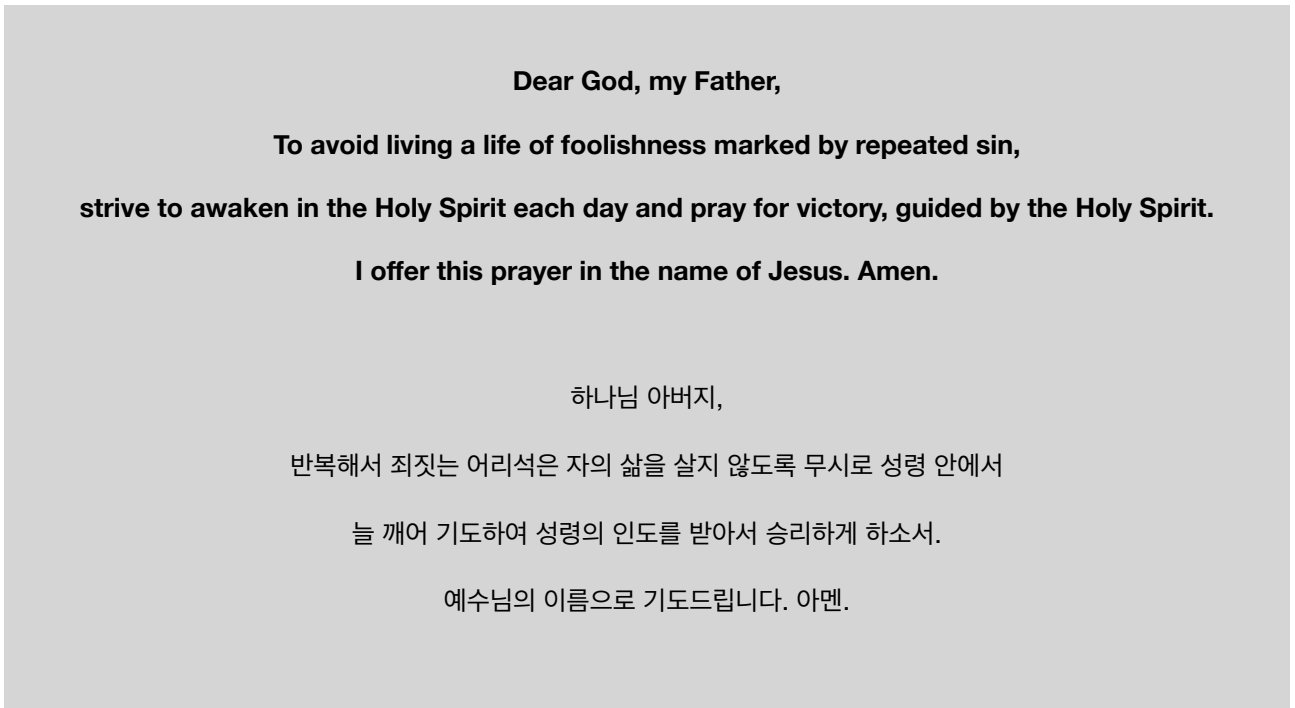 Dear God, my Father,
To avoid living a life of foolishness marked by repeated sin,
strive to awaken in the Holy Spirit each day and pray for victory, guided by the Holy Spirit.
I offer this prayer in the name of Jesus. Amen.
하나님 아버지,
반복해서 죄짓는 어리석은 자의 삶을 살지 않도록 무시로 성령 안에서
늘 깨어 기도하여 성령의 인도를 받아서 승리하게 하소서.
예수님의 이름으로 기도드립니다. 아멘.